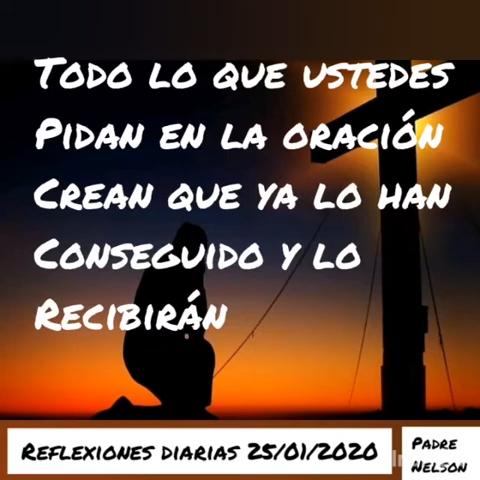 Todo lo que ustedes
Pidan en la oración
Crean que ya lo han
Conseguido y lo
Recibirán
Reflexiones diarias 25/01/2020
Padre
Nelson